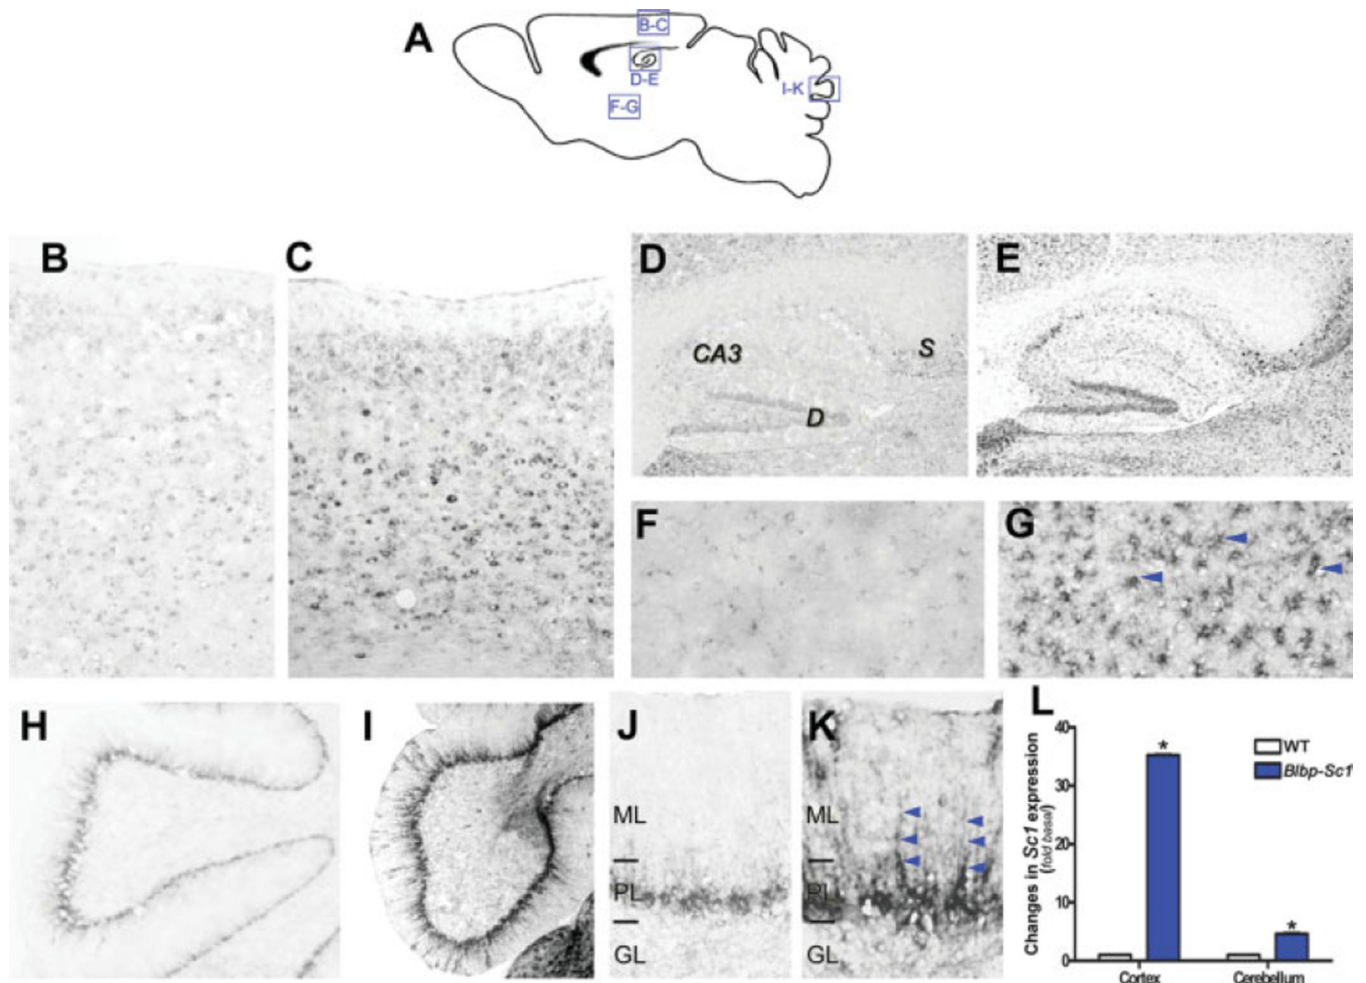 A
B-C
D-E
F-G
I-K
B
C
D
CA3
S
D
E
F
G
H
I
J
ML
PL
GL
K
ML
PL
GL
L
Changes in Sc1 expression
(fold basal)
40
30
20
10
0
*
*
WT
Blbp-Sc1
Cortex
Cerebellum